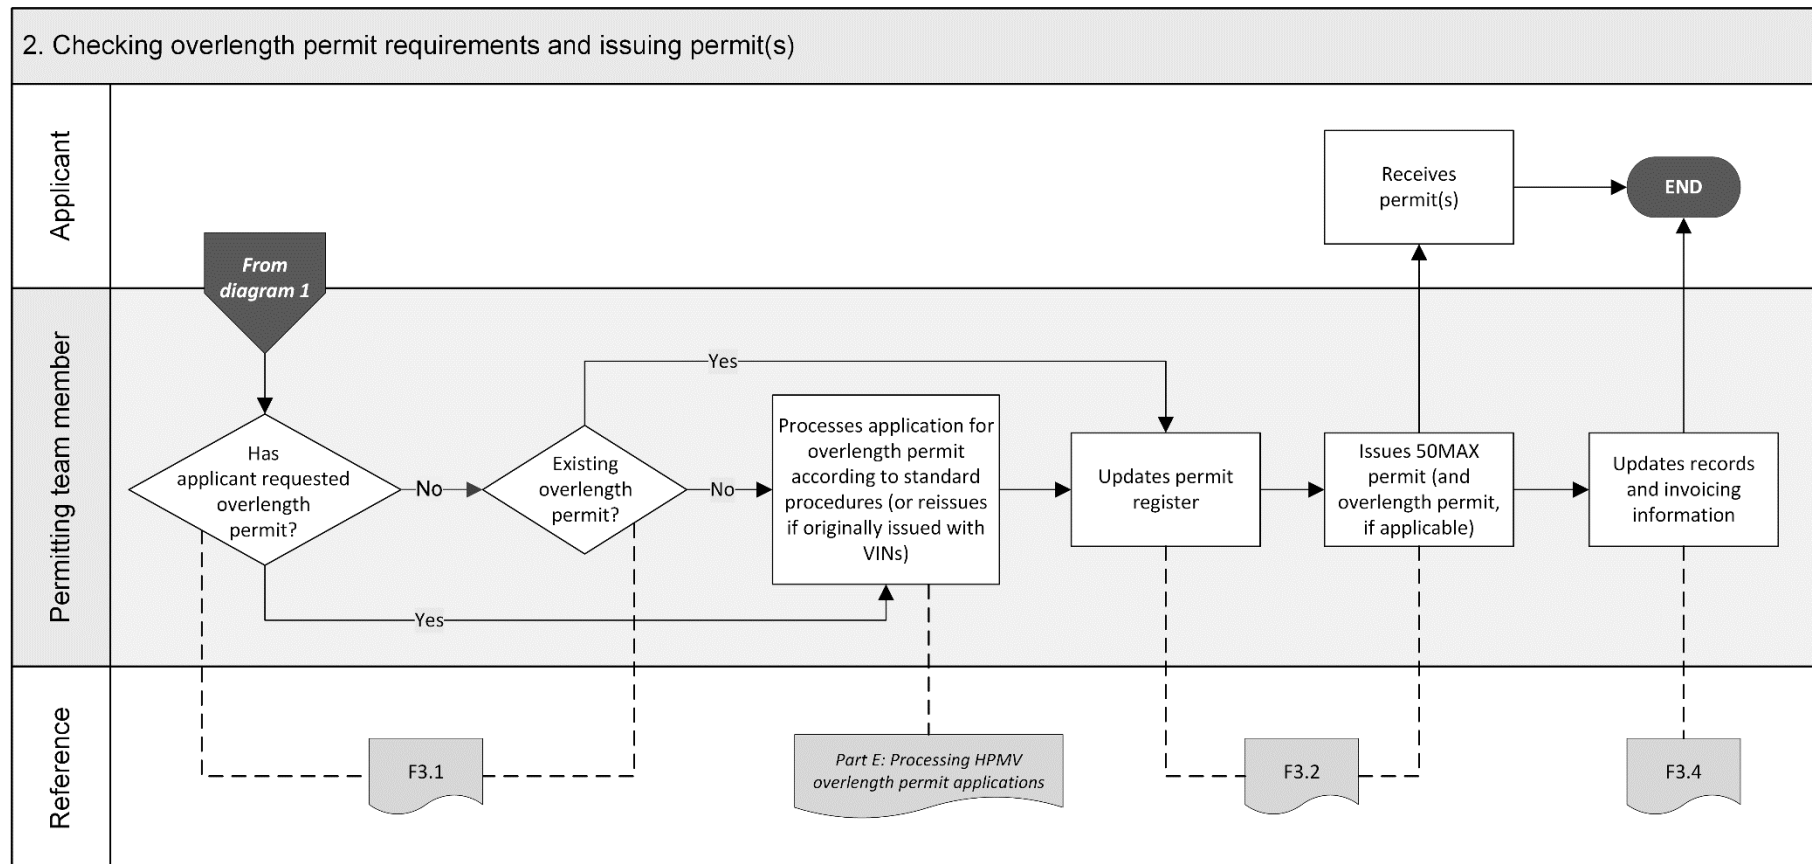 2. Checking overlength permit requirements and issuing permit(s)
Applicant
Receives
permit(s)
END
From
diagram 1
Permitting team member
Yes
Has
applicant requested
overlength
permit?
No
Existing
overlength
permit?
No
Processes application for
overlength permit
according to standard
procedures (or reissues
if originally issued with
VINs)
Updates permit
register
Issues 50MAX
permit (and
overlength permit,
if applicable)
Updates records
and invoicing
information
Yes
Reference
F3.1
Part E: Processing HPMV
overlength permit applications
F3.2
F3.4